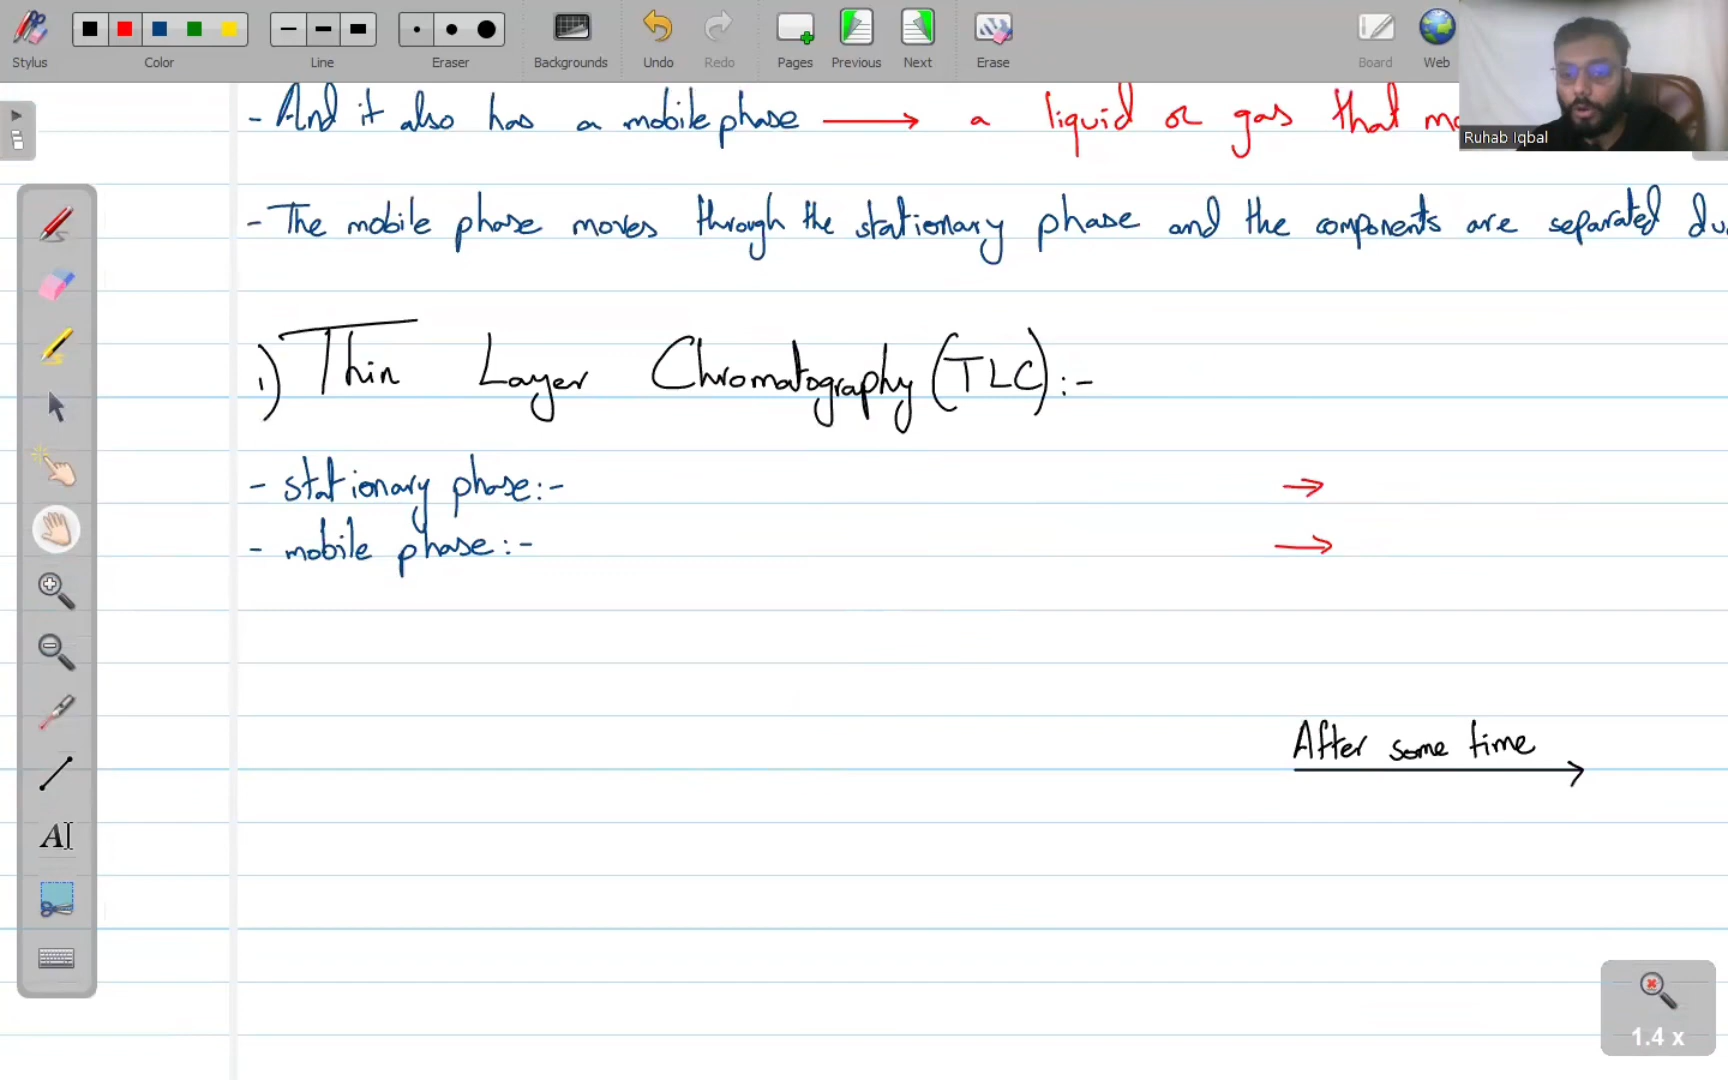 Stylus
Color
Line
Eraser
Backgrounds
Undo
Redo
Pages
Previous
Next
Erase
Board
Web
Ruhab Iqbal
- And it also has a mobile phase → a liquid or gas that
- The mobile phase moves through the stationary phase and the components are separated
1) Thin Layer Chromatography (TLC):-
- stationary phase:- →
- mobile phase:- →
After some time
1.4 x